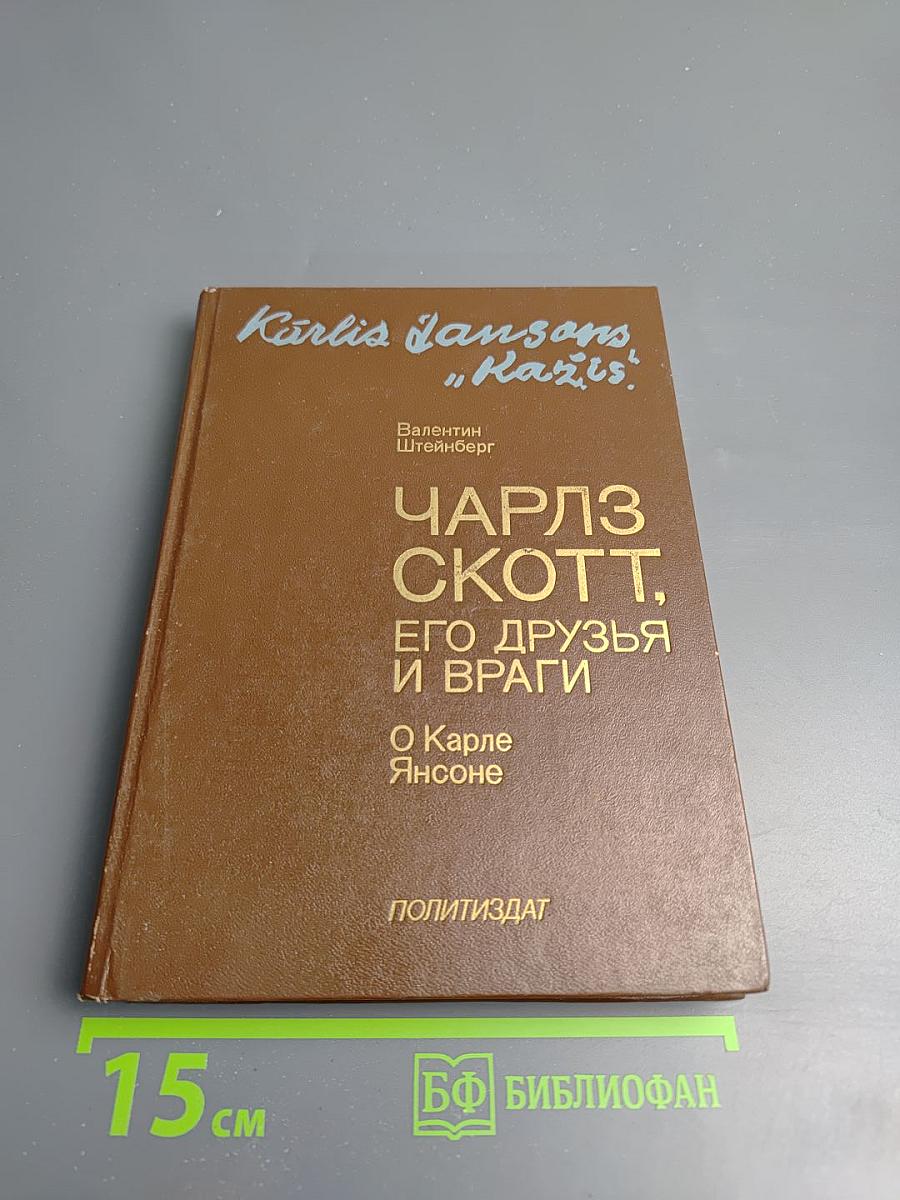 Kārlis Jansons
„Kažis".
Валентин
Штейнберг
ЧАРЛЗ
СКОТТ,
ЕГО ДРУЗЬЯ
И ВРАГИ
О Карле
Янсоне
ПОЛИТИЗДАТ
15 см
БФ БИБЛИОФАН